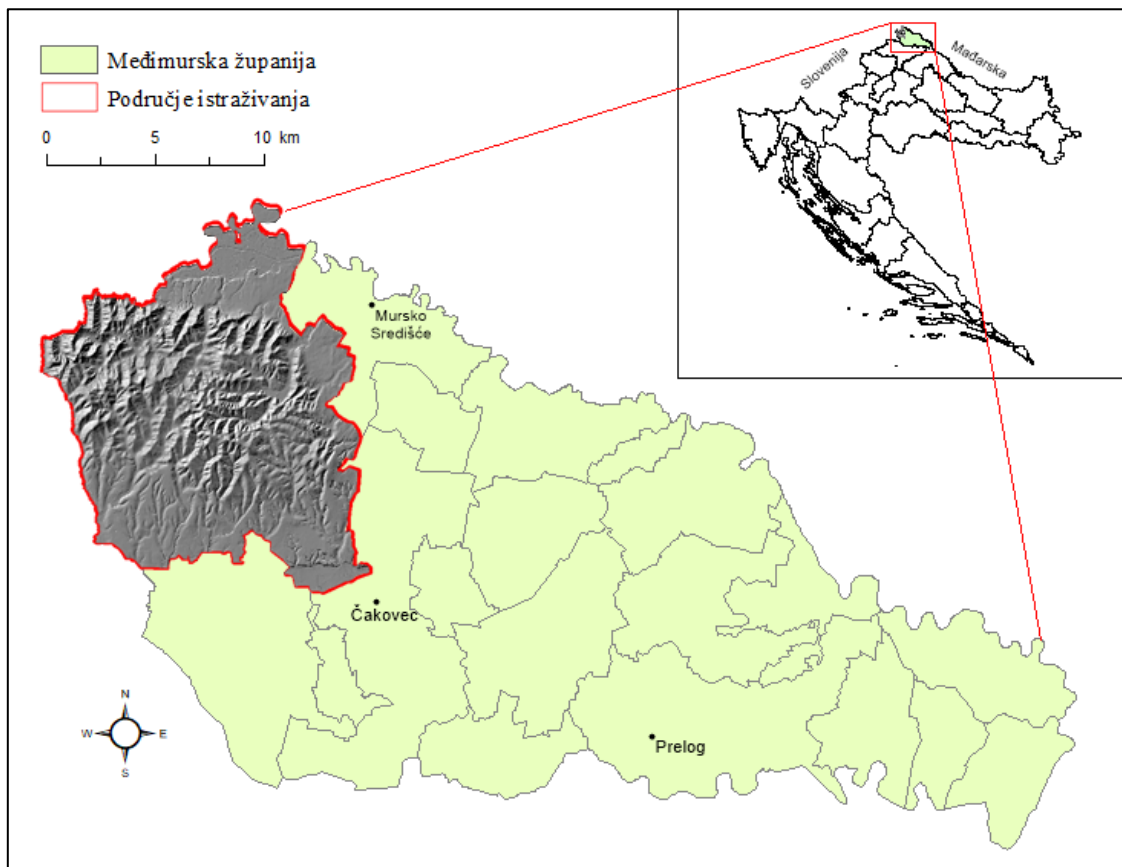 Međimurska županija
Područje istraživanja
0 5 10 km
Slovenija
Mađarska
Mursko
Središće
Čakovec
Prelog
N
W E
S